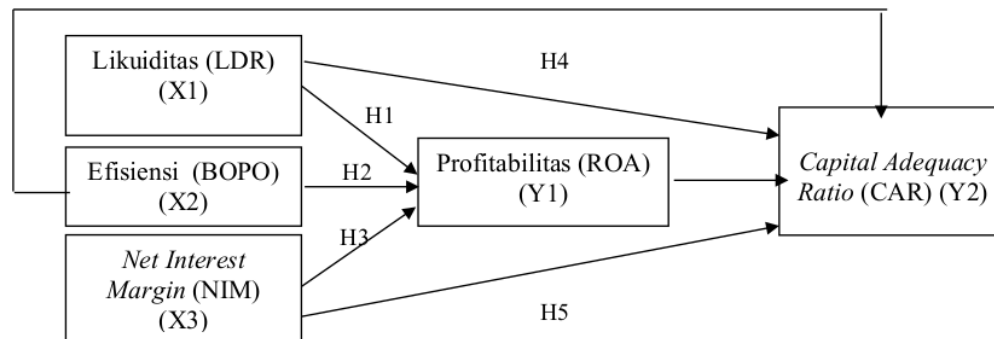 Likuiditas (LDR)
(X1)
H4
H1
Efisiensi (BOPO)
(X2)
H2
Profitabilitas (ROA)
(Y1)
Capital Adequacy
Ratio (CAR) (Y2)
H3
Net Interest
Margin (NIM)
(X3)
H5